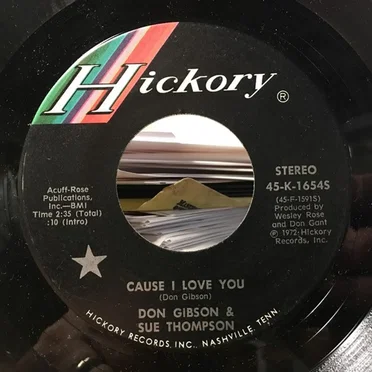 Hickory ®
STEREO
45-K-1654S
(45-F-1591S)
Produced by
Wesley Rose
and Don Gant
℗ 1972·Hickory
Records, Inc.
Acuff-Rose
Publications,
Inc.—BMI
Time 2:35 (Total)
:10 (Intro)
CAUSE I LOVE YOU
(Don Gibson)
DON GIBSON &
SUE THOMPSON
HICKORY RECORDS, INC., NASHVILLE, TENN.